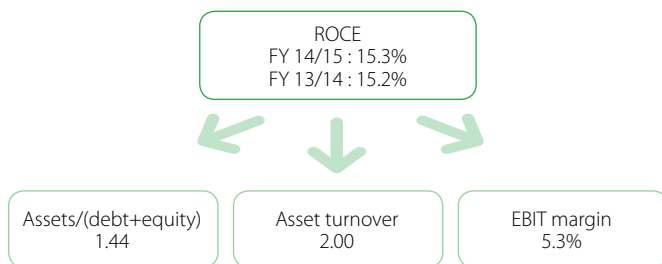 ROCE
FY 14/15 : 15.3%
FY 13/14 : 15.2%
Assets/(debt+equity)
1.44
Asset turnover
2.00
EBIT margin
5.3%